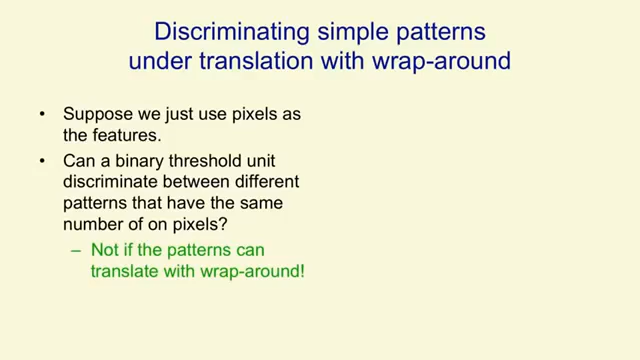 Discriminating simple patterns
under translation with wrap-around
• Suppose we just use pixels as
the features.
• Can a binary threshold unit
discriminate between different
patterns that have the same
number of on pixels?
– Not if the patterns can
translate with wrap-around!